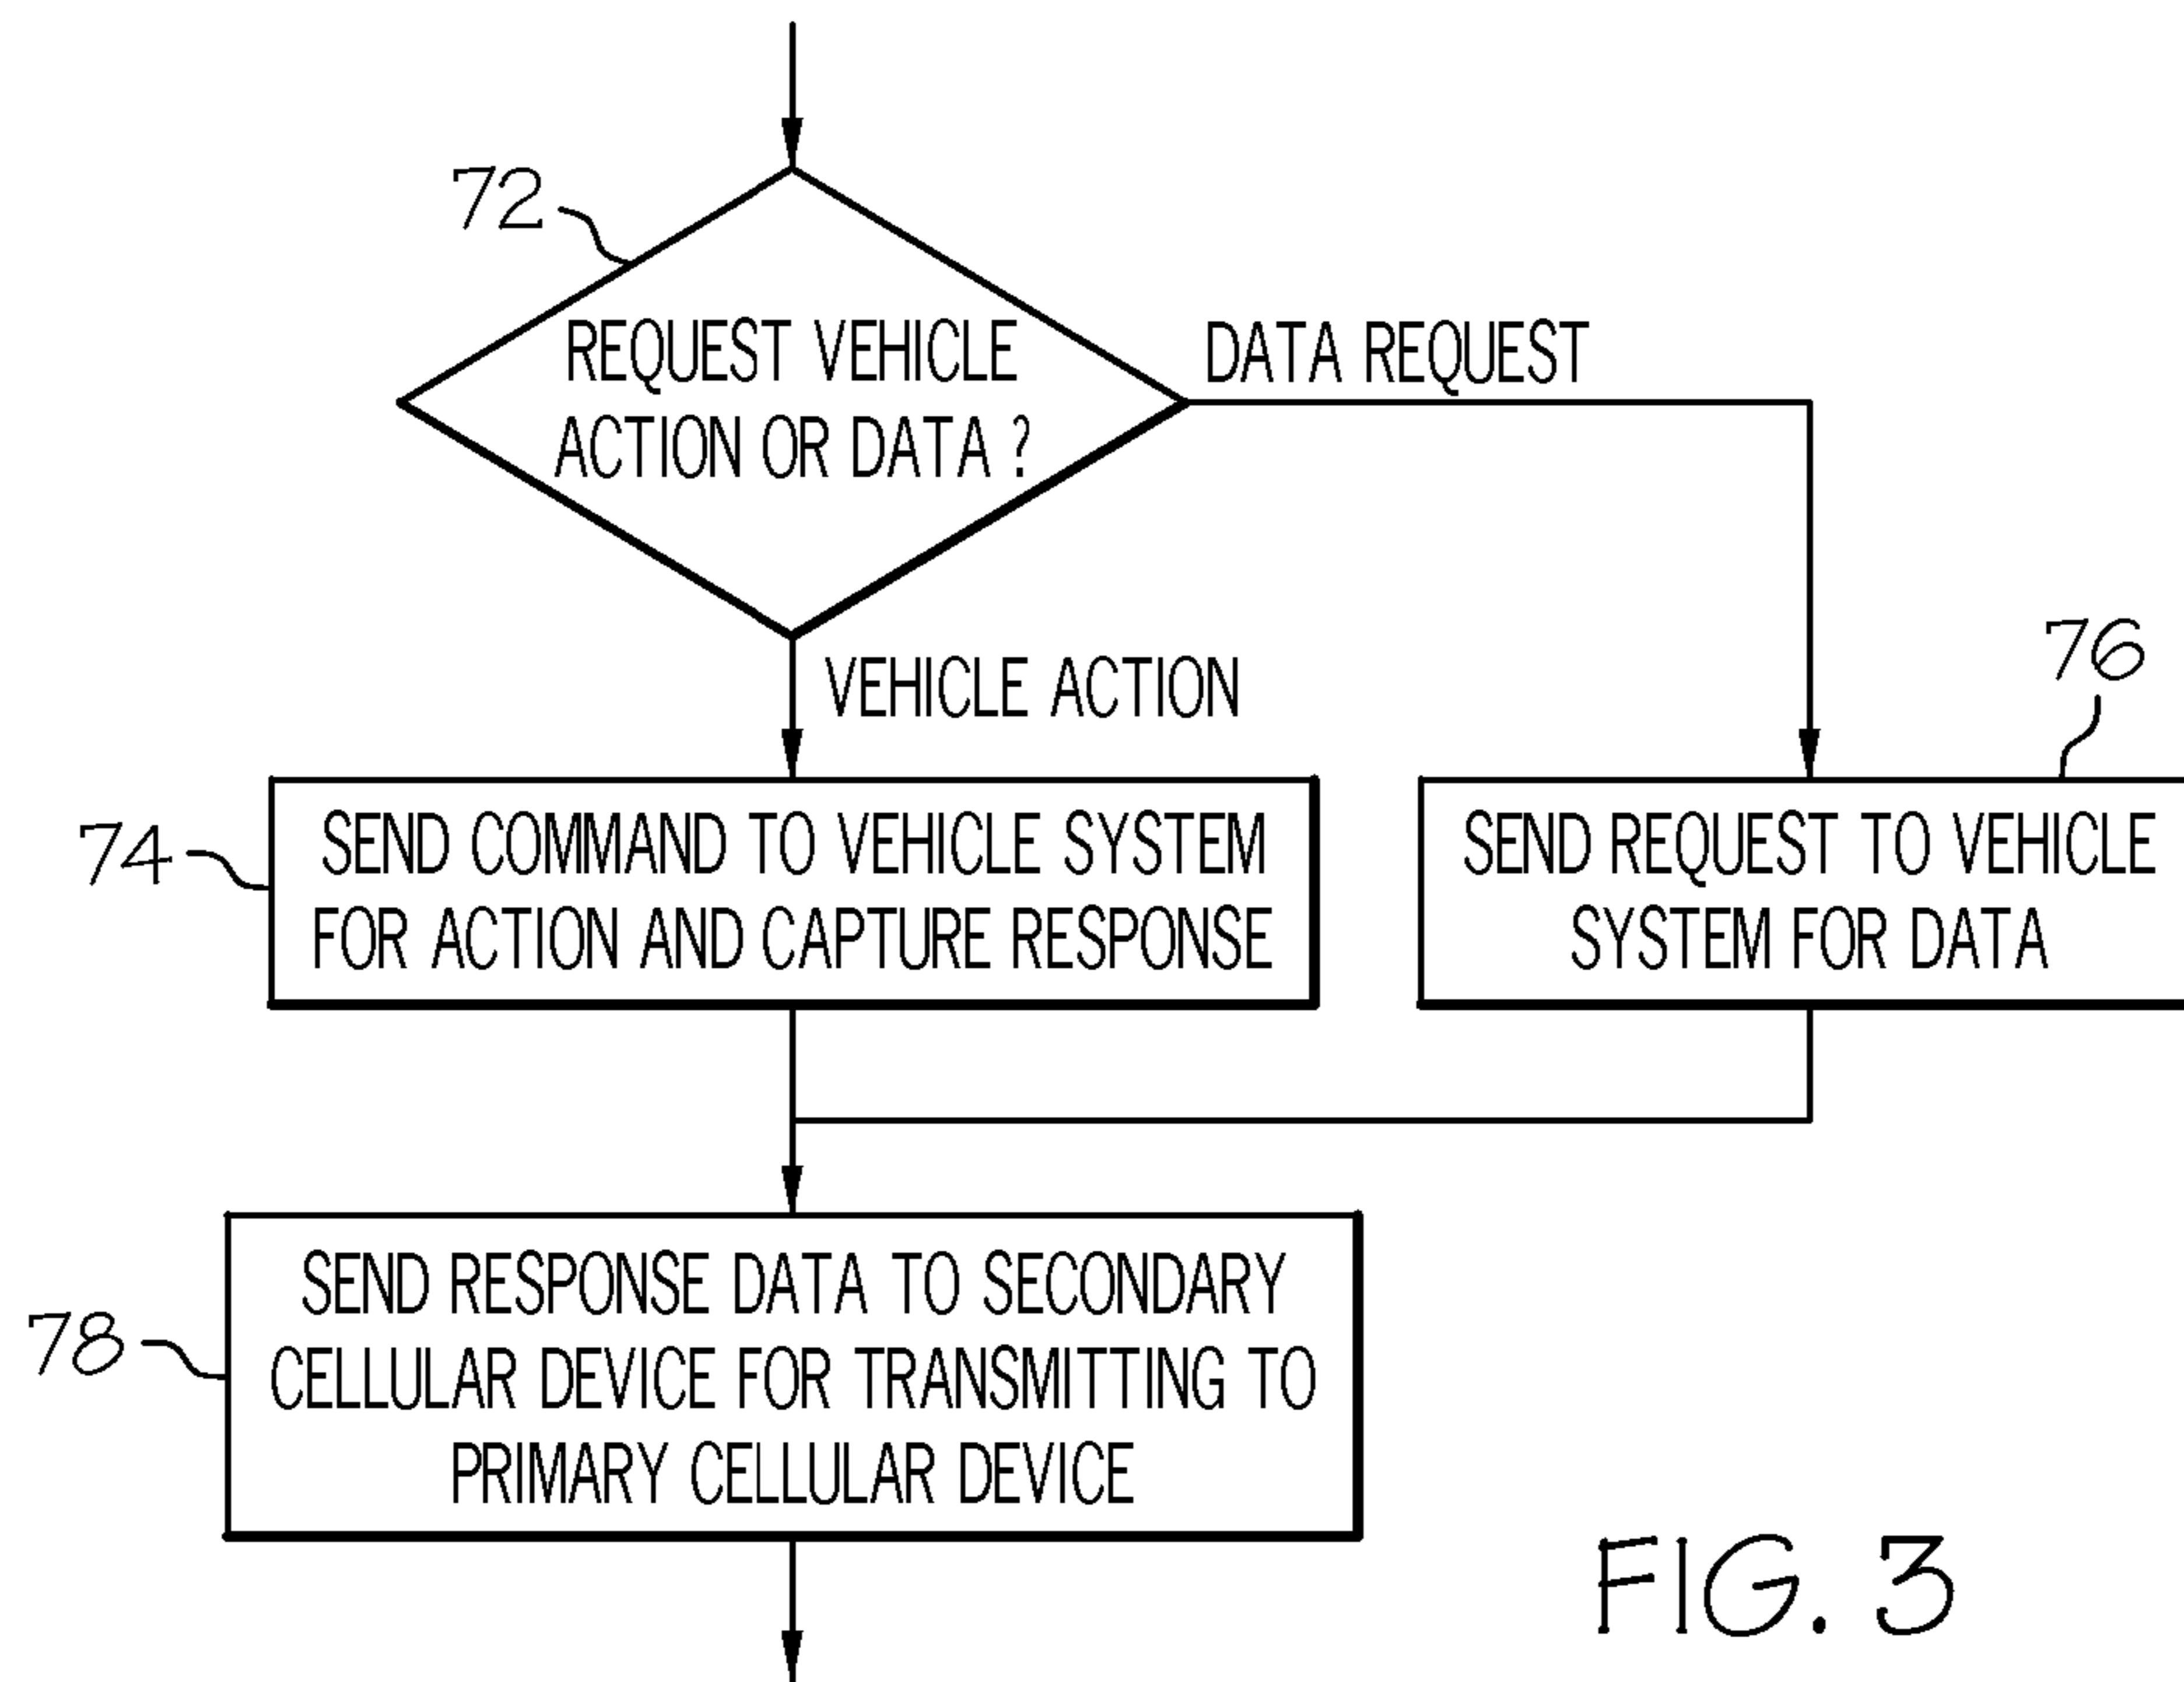 72
REQUEST VEHICLE
ACTION OR DATA ?
DATA REQUEST
VEHICLE ACTION
76
74
SEND COMMAND TO VEHICLE SYSTEM
FOR ACTION AND CAPTURE RESPONSE
SEND REQUEST TO VEHICLE
SYSTEM FOR DATA
78
SEND RESPONSE DATA TO SECONDARY
CELLULAR DEVICE FOR TRANSMITTING TO
PRIMARY CELLULAR DEVICE
FIG. 3